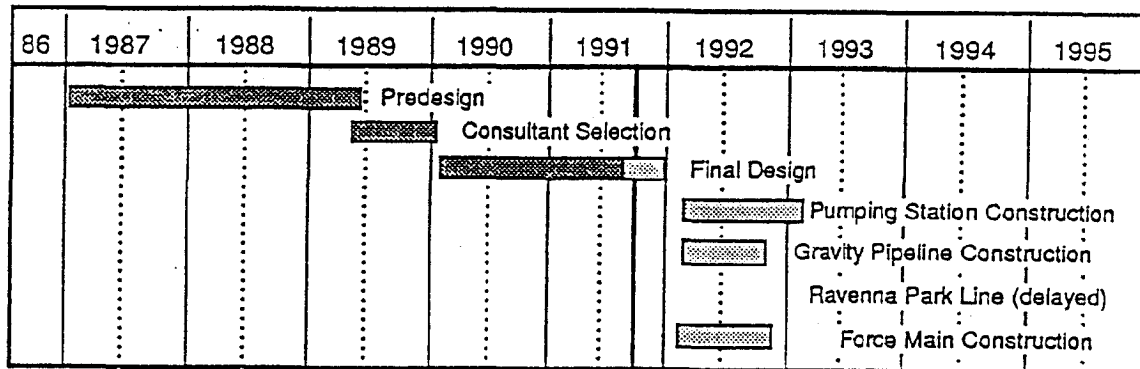 86 1987 1988 1989 1990 1991 1992 1993 1994 1995
Predesign
Consultant Selection
Final Design
Pumping Station Construction
Gravity Pipeline Construction
Ravenna Park Line (delayed)
Force Main Construction